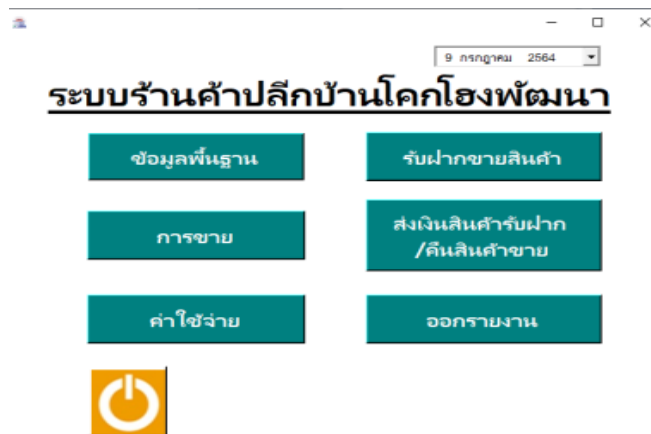 9 กรกฎาคม 2564
ระบบร้านค้าปลีกบ้านโคกโฮงพัฒนา
ข้อมูลพื้นฐาน
รับฝากขายสินค้า
การขาย
ส่งเงินสินค้ารับฝาก
/คืนสินค้าขาย
ค่าใช้จ่าย
ออกรายงาน